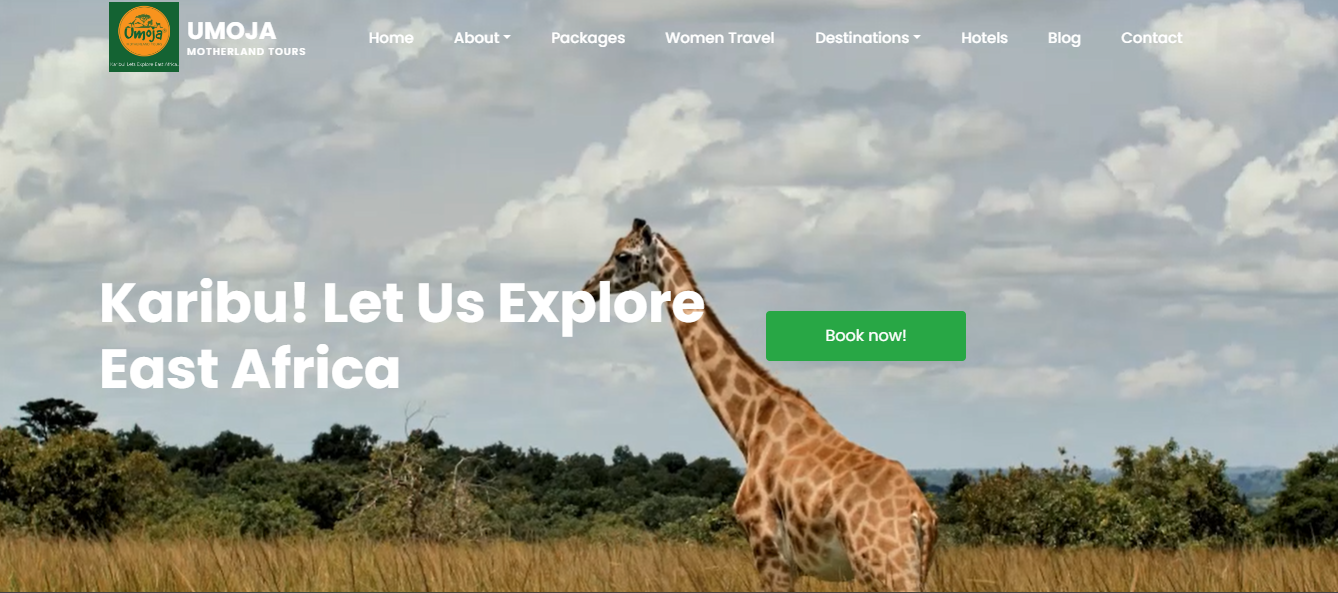 Umoja
UMOJA
MOTHERLAND TOURS
Karibu! Lets Explore East Africa.
Home About Packages Women Travel Destinations Hotels Blog Contact
Karibu! Let Us Explore
East Africa
Book now!